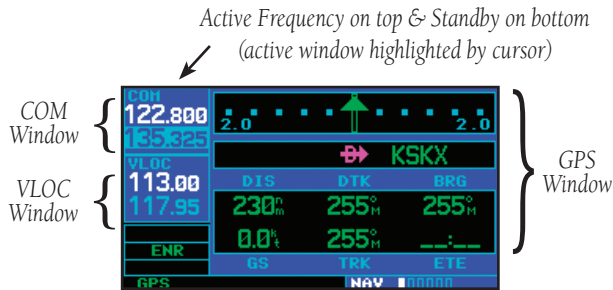 Active Frequency on top & Standby on bottom
(active window highlighted by cursor)
COM
Window
VLOC
Window
COM
122.800
135.325
VLOC
113.00
117.95
ENR
GPS
2.0 2.0
KSKX
DIS DTK BRG
230nm 255°M 255°M
0.0kt 255°M __:__
GS TRK ETE
NAV
GPS
Window